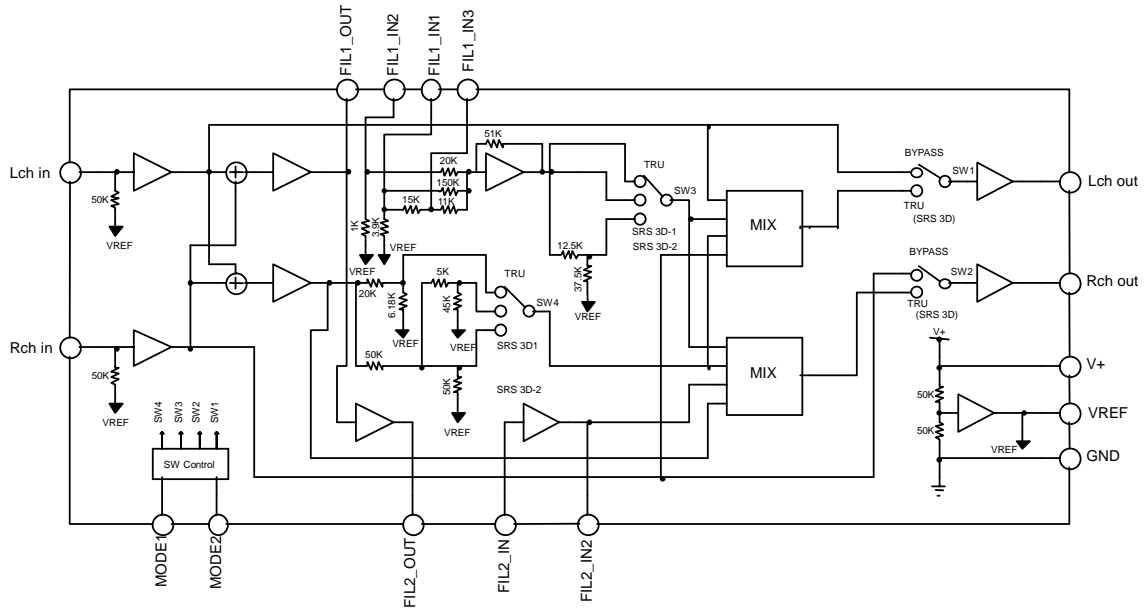 FIL1_OUT
FIL1_IN2
FIL1_IN1
FIL1_IN3
Lch in
50K
VREF
51K
20K
150K
15K
11K
1K
3.9K
VREF
VREF
TRU
SW3
SRS 3D-1
SRS 3D-2
12.5K
37.5K
VREF
MIX
BYPASS
SW1
TRU
(SRS 3D)
Lch out
20K
6.18K
VREF
5K
45K
VREF
TRU
SW4
SRS 3D1
BYPASS
SW2
TRU
(SRS 3D)
Rch out
Rch in
50K
VREF
50K
50K
VREF
SRS 3D-2
MIX
V+
V+
50K
50K
VREF
VREF
GND
SW4
SW3
SW2
SW1
SW Control
MODE1
MODE2
FIL2_OUT
FIL2_IN
FIL2_IN2